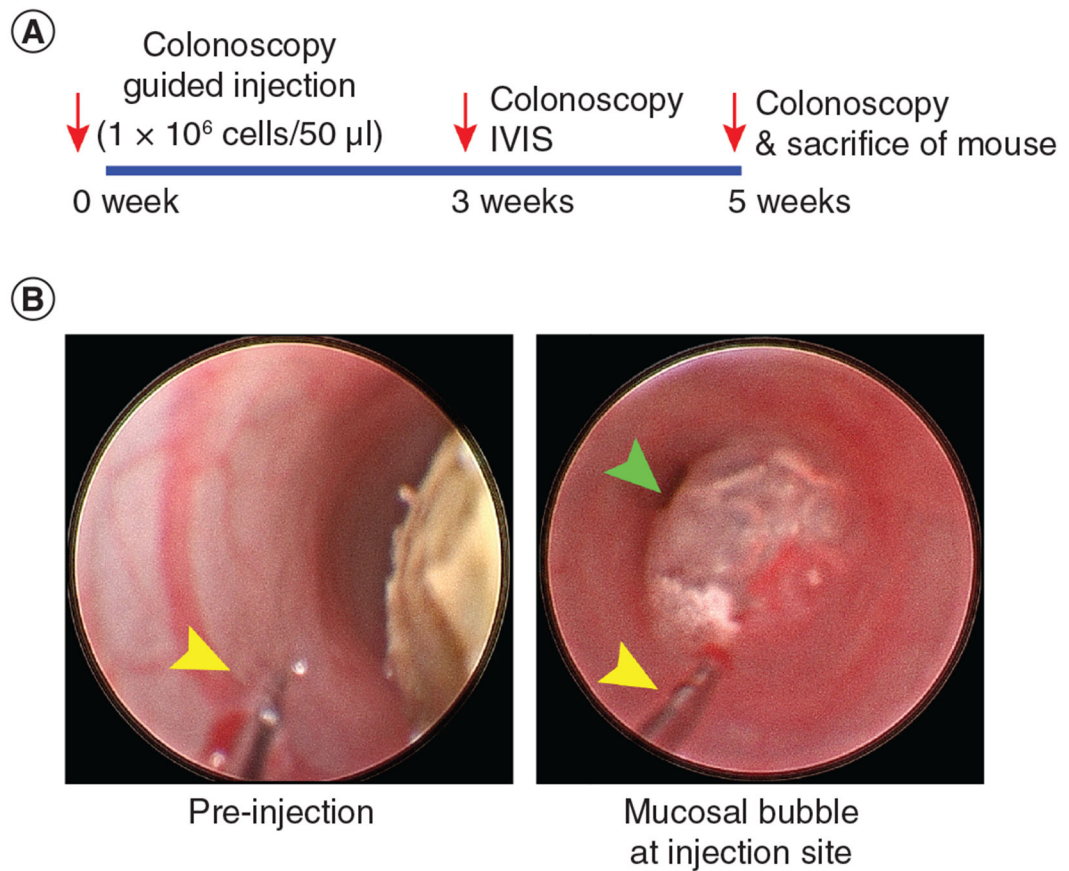 A
Colonoscopy
guided injection
(1 × 10⁶ cells/50 µl)
Colonoscopy
IVIS
Colonoscopy
& sacrifice of mouse
0 week
3 weeks
5 weeks
B
Pre-injection
Mucosal bubble
at injection site